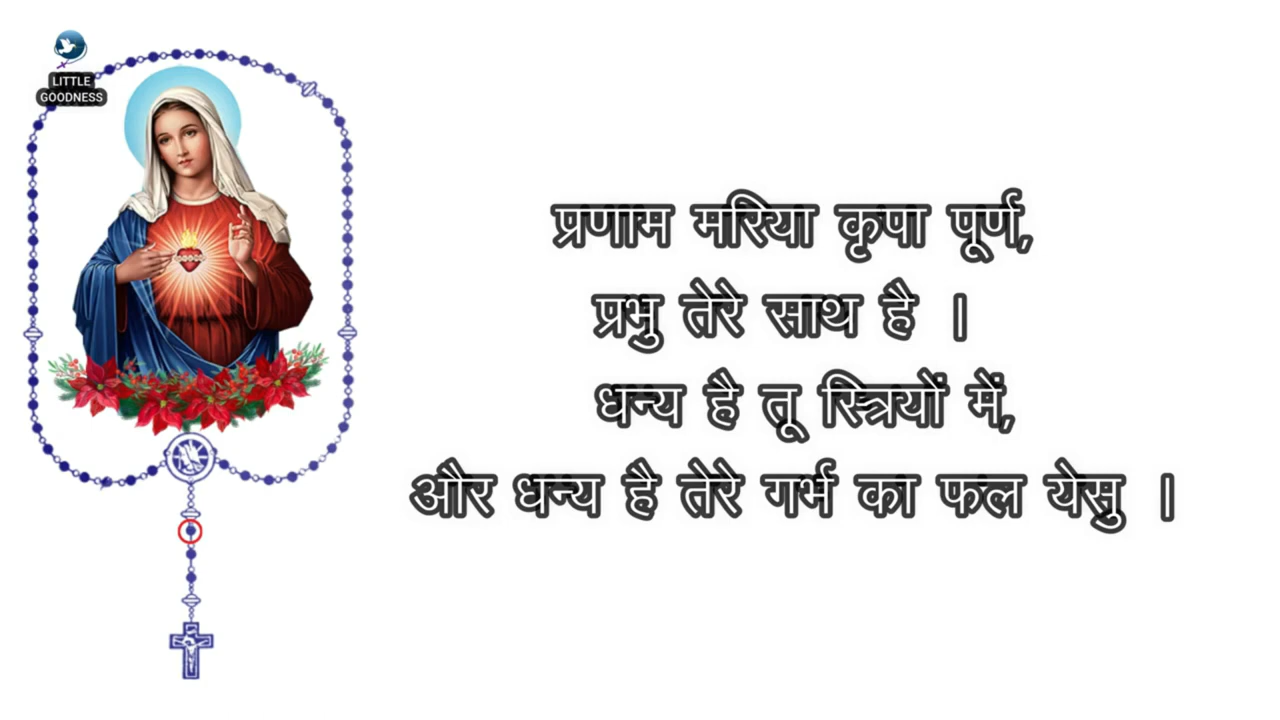 LITTLE
GOODNESS
प्रणाम मरिया कृपा पूर्ण,
प्रभु तेरे साथ है ।
धन्य है तू स्त्रियों में,
और धन्य है तेरे गर्भ का फल येसु ।